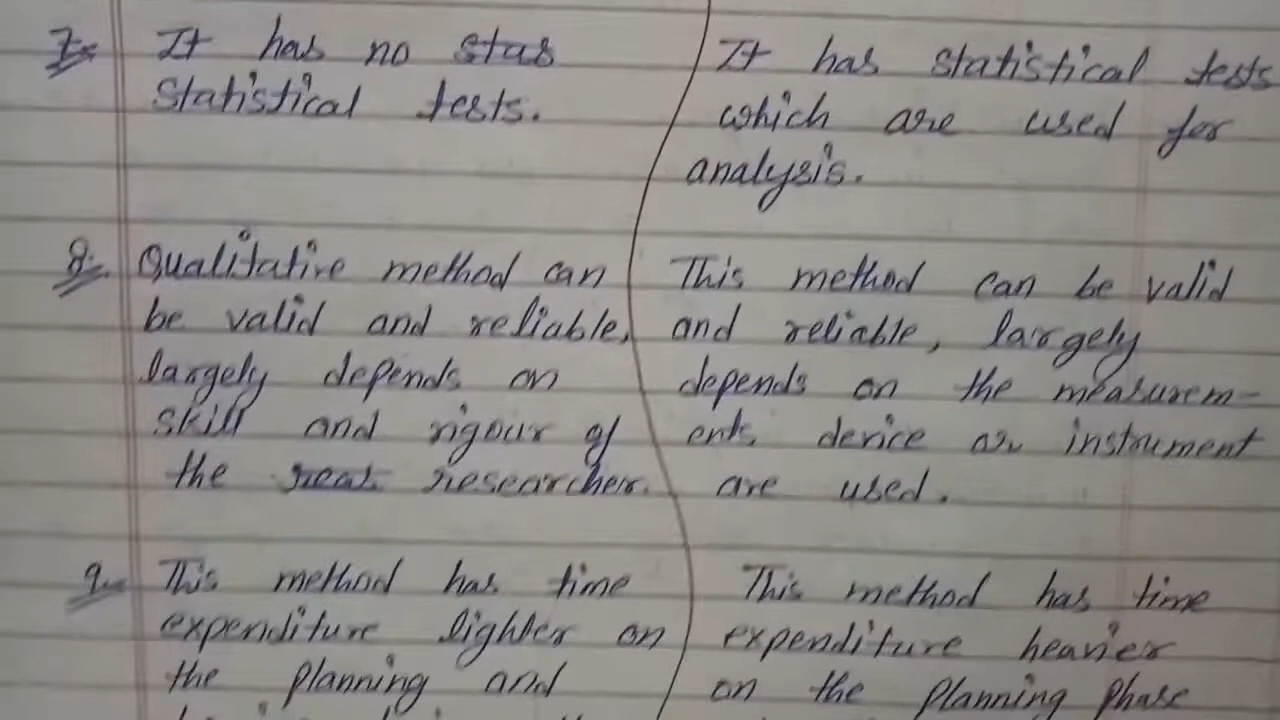 7. It has no stas
Statistical tests.
It has statistical tests
which are used for
analysis.
8. Qualitative method can
be valid and reliable,
largely depends on
skill and rigour of
the reas researcher.
This method can be valid
and reliable, largely
depends on the measurem-
ents, device or instrument
are used.
9. This method has time
expenditure lighter on
the planning and
This method has time
expenditure heavier
on the planning phase